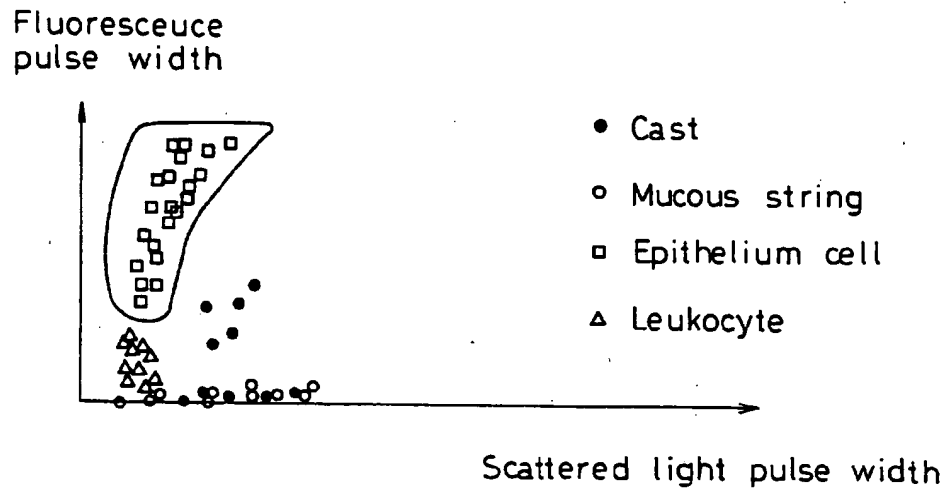 Fluoresceuce
pulse width
Cast
Mucous string
Epithelium cell
Leukocyte
Scattered light pulse width